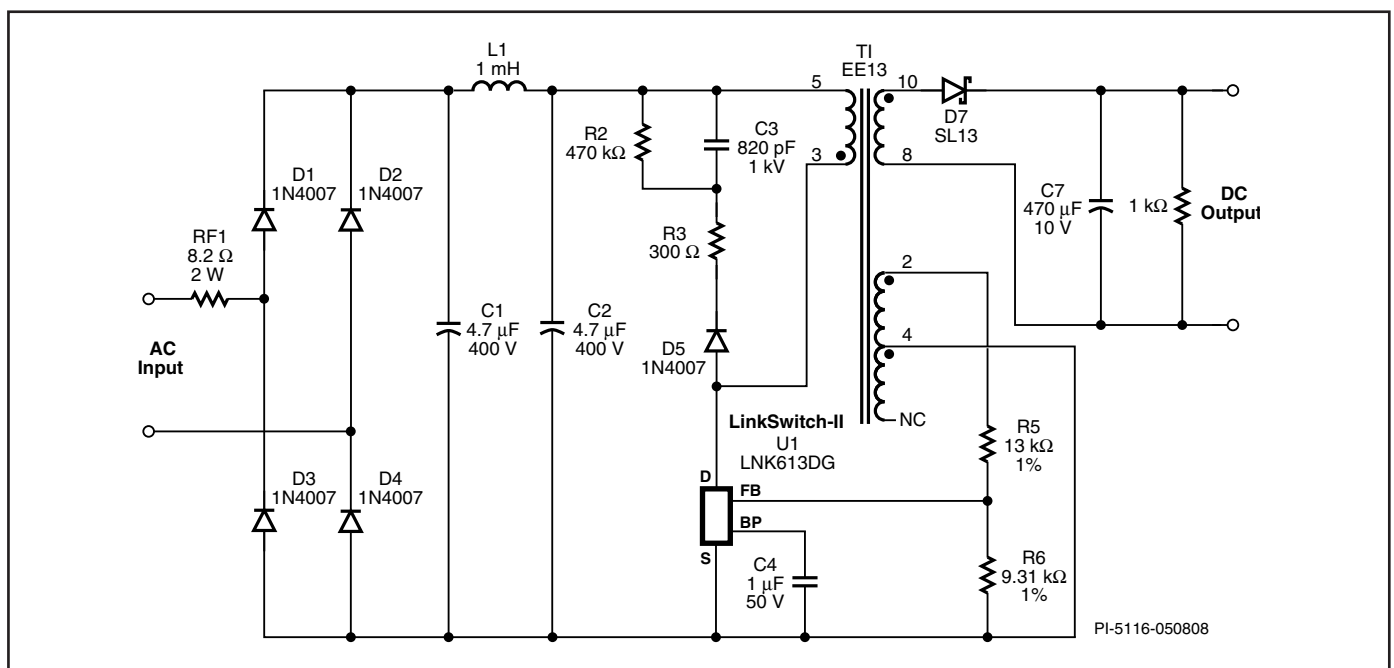 L1
1 mH
TI
EE13
5
10
D7
SL13
R2
470 kΩ
C3
820 pF
1 kV
3
8
D1
1N4007
D2
1N4007
C7
470 µF
10 V
1 kΩ
DC
Output
RF1
8.2 Ω
2 W
R3
300 Ω
2
AC
Input
C1
4.7 µF
400 V
C2
4.7 µF
400 V
D5
1N4007
4
LinkSwitch-II
U1
LNK613DG
NC
R5
13 kΩ
1%
D3
1N4007
D4
1N4007
D
FB
BP
S
C4
1 µF
50 V
R6
9.31 kΩ
1%
PI-5116-050808